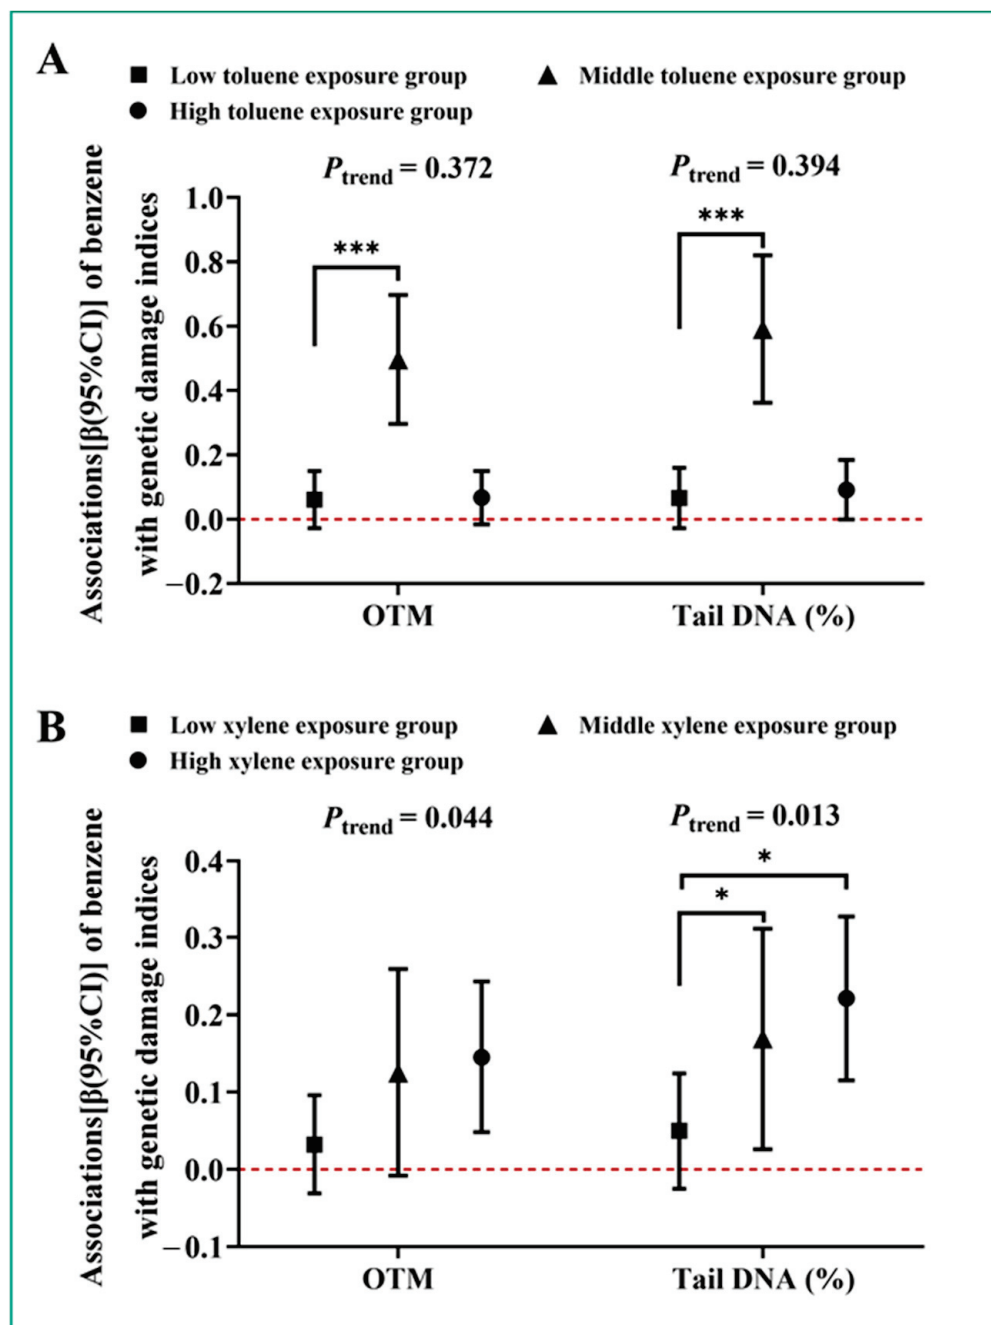 A
Low toluene exposure group
Middle toluene exposure group
High toluene exposure group
Associations[β(95%CI)] of benzene
with genetic damage indices
Ptrend = 0.372
Ptrend = 0.394
***
***
1.0
0.8
0.6
0.4
0.2
0.0
−0.2
OTM
Tail DNA (%)
B
Low xylene exposure group
Middle xylene exposure group
High xylene exposure group
Associations[β(95%CI)] of benzene
with genetic damage indices
Ptrend = 0.044
Ptrend = 0.013
*
*
0.4
0.3
0.2
0.1
0.0
−0.1
OTM
Tail DNA (%)